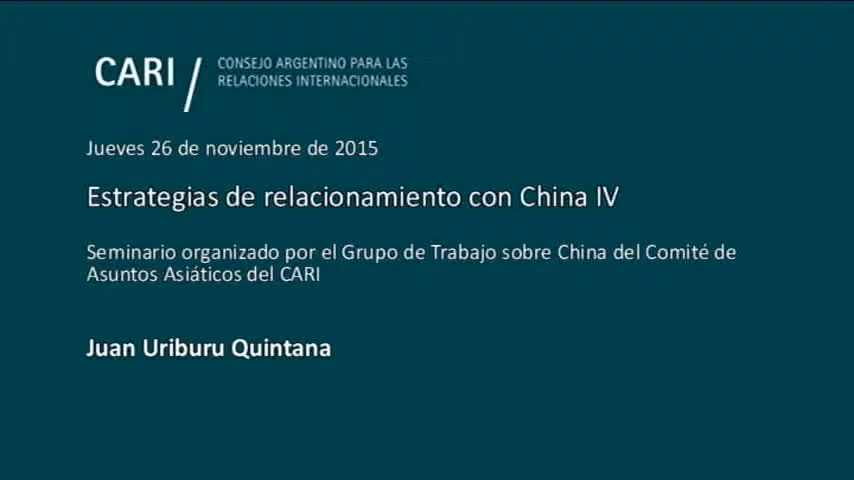 CARI /
CONSEJO ARGENTINO PARA LAS
RELACIONES INTERNACIONALES
Jueves 26 de noviembre de 2015
Estrategias de relacionamiento con China IV
Seminario organizado por el Grupo de Trabajo sobre China del Comité de
Asuntos Asiáticos del CARI
Juan Uriburu Quintana